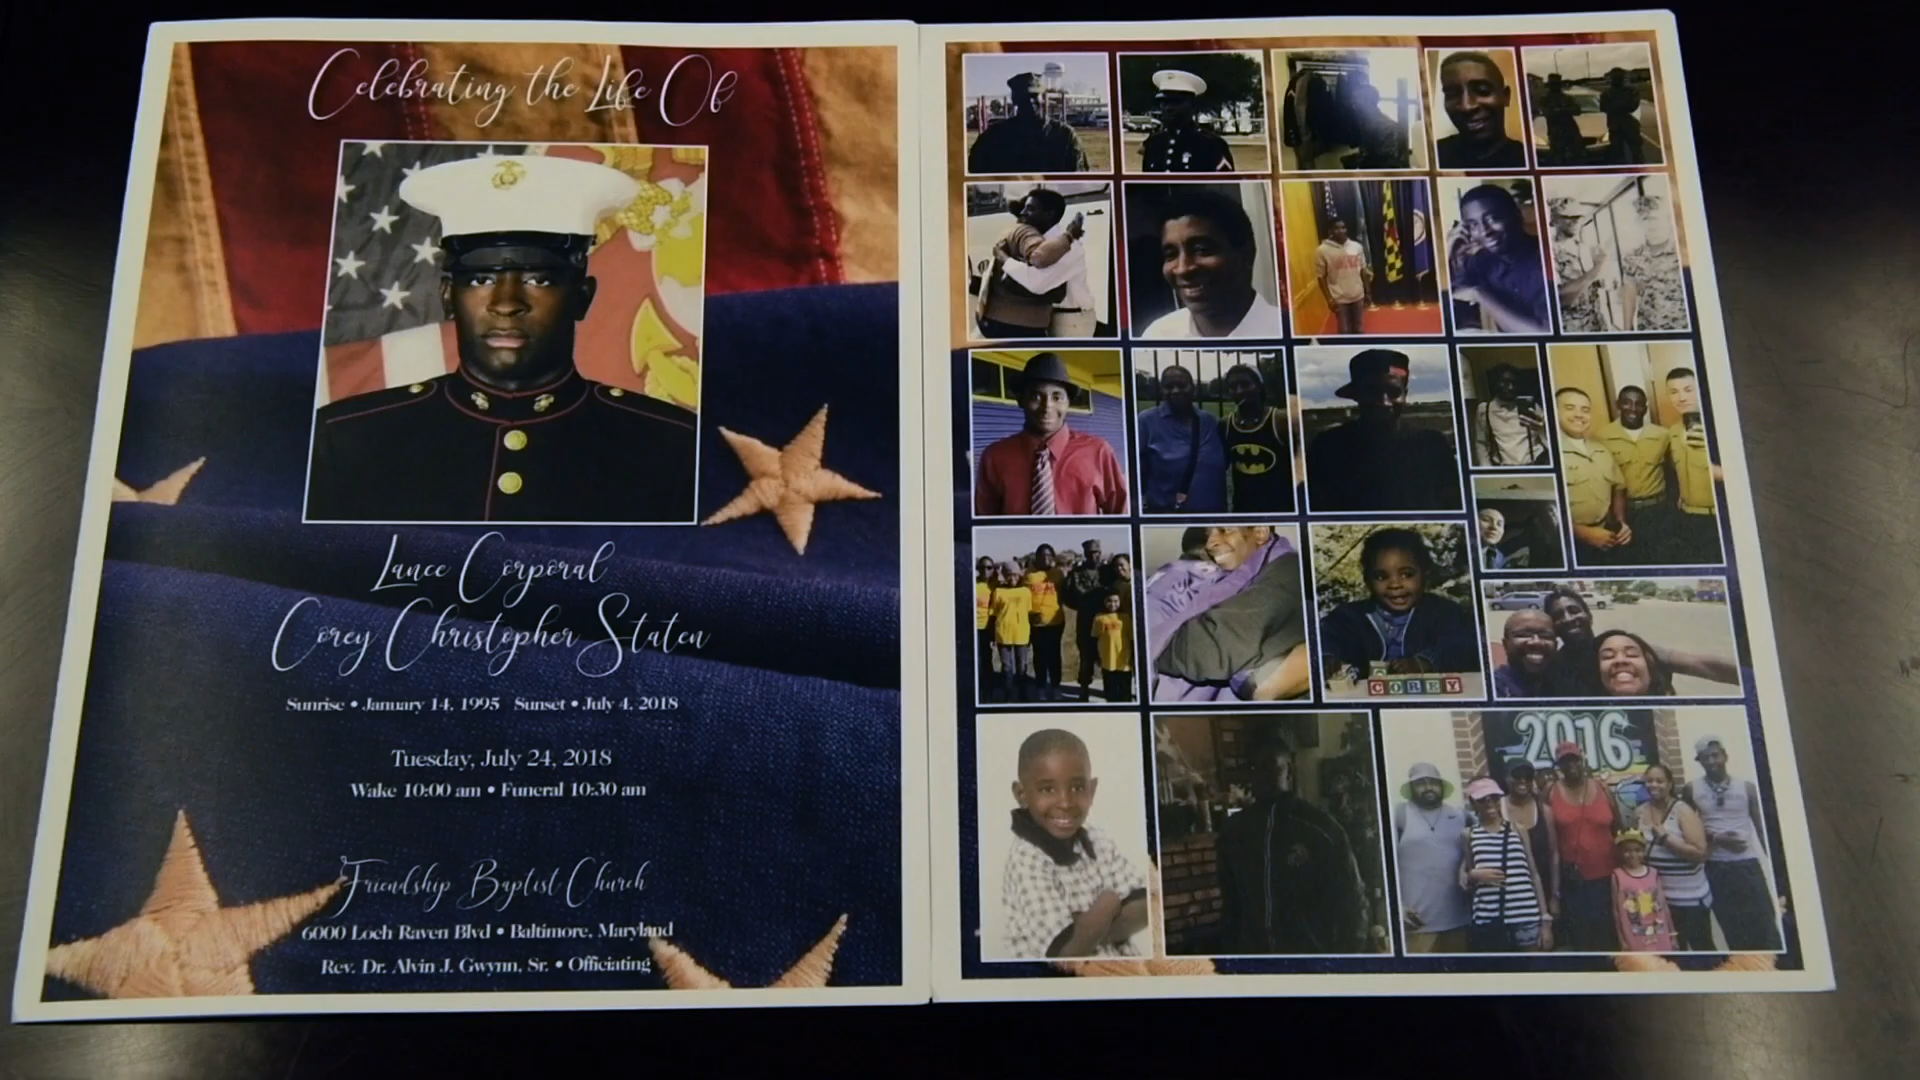 Celebrating the Life Of
Lance Corporal
Corey Christopher Staten
Sunrise • January 14, 1995 Sunset • July 4, 2018
Tuesday, July 24, 2018
Wake 10:00 am • Funeral 10:30 am
Friendship Baptist Church
6000 Loch Raven Blvd • Baltimore, Maryland
Rev. Dr. Alvin J. Gwynn, Sr. • Officiating
COREY
2016